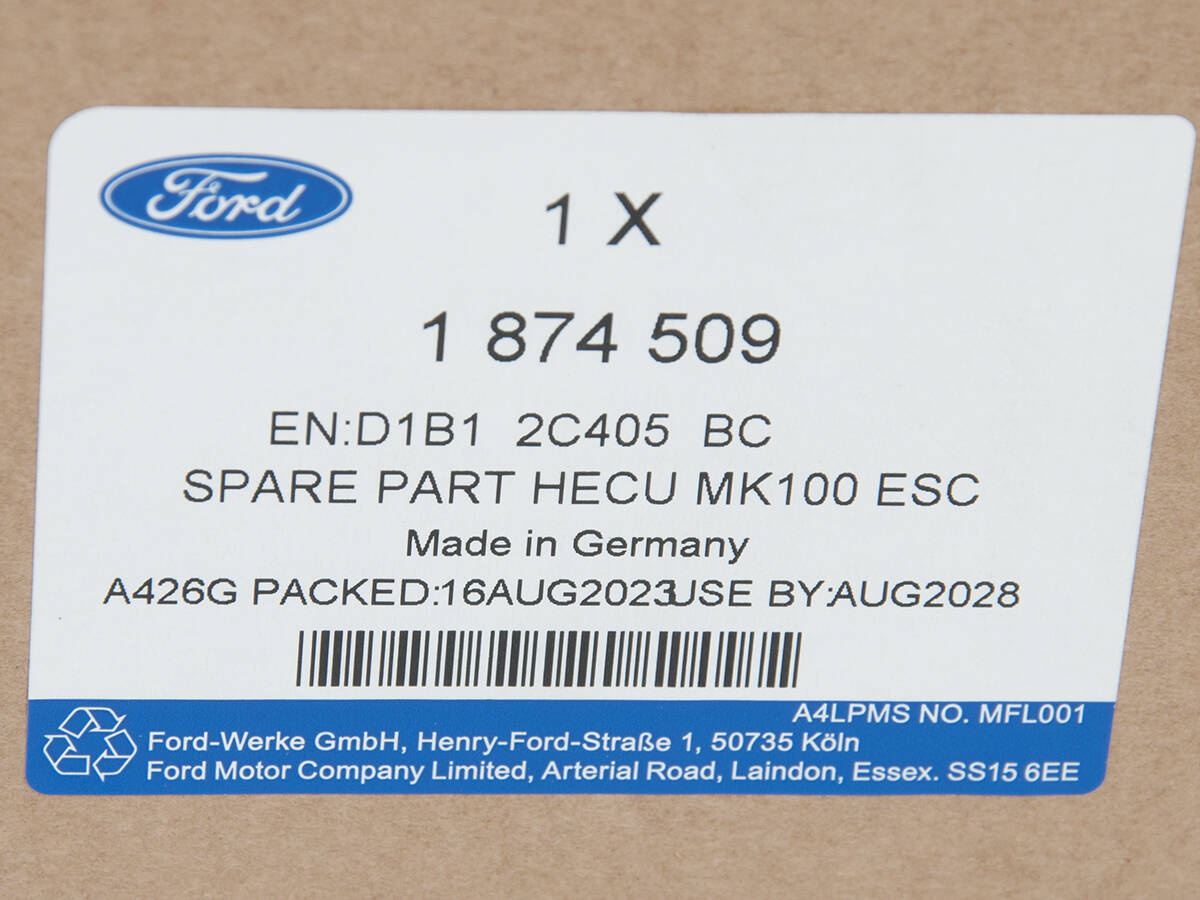 Ford
1 X
1 874 509
EN:D1B1 2C405 BC
SPARE PART HECU MK100 ESC
Made in Germany
A426G PACKED:16AUG2023USE BY:AUG2028
A4LPMS NO. MFL001
Ford-Werke GmbH, Henry-Ford-Straße 1, 50735 Köln
Ford Motor Company Limited, Arterial Road, Laindon, Essex. SS15 6EE